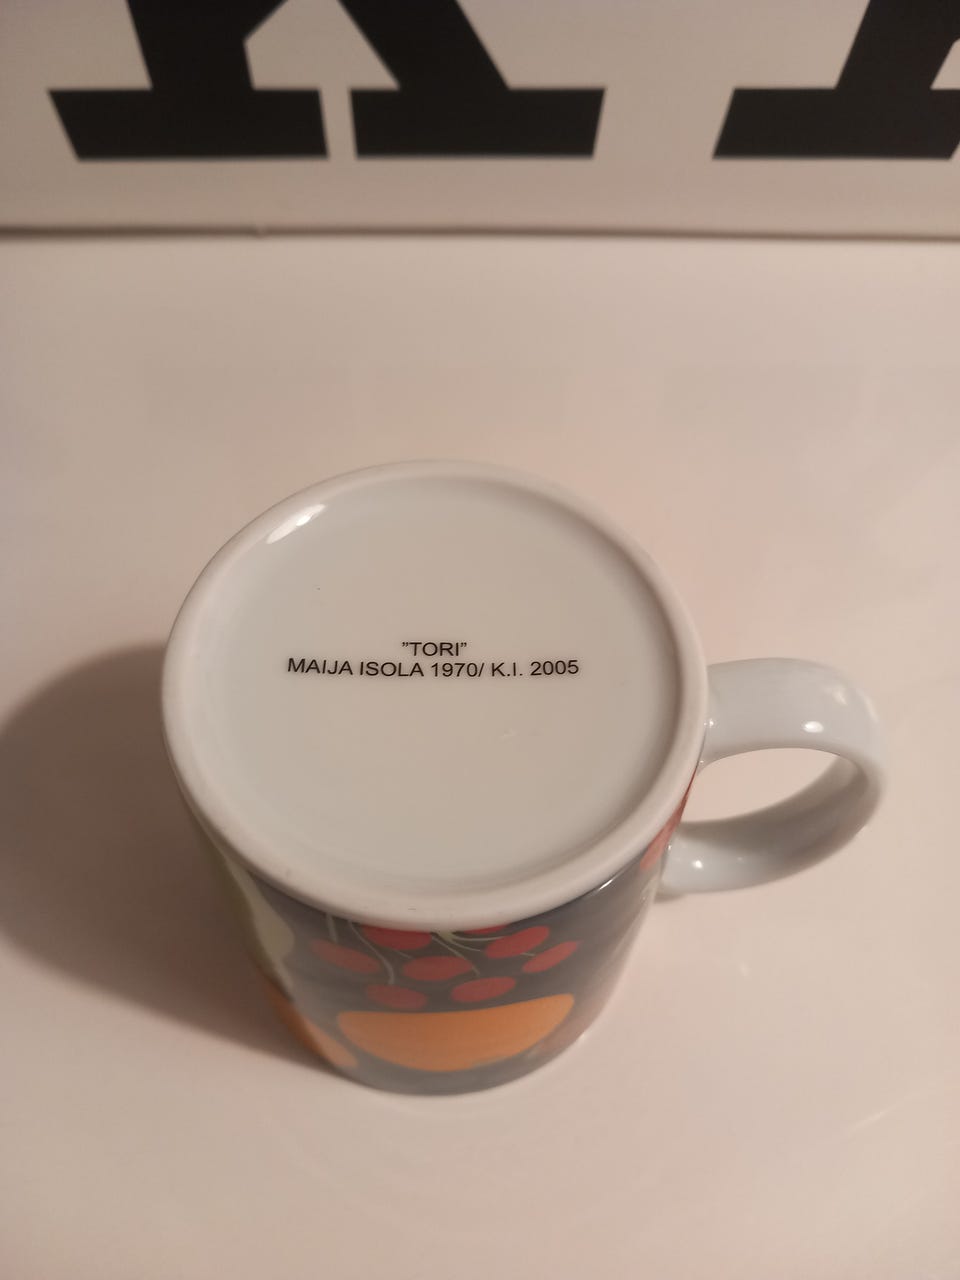 ”TORI”
MAIJA ISOLA 1970/ K.I. 2005